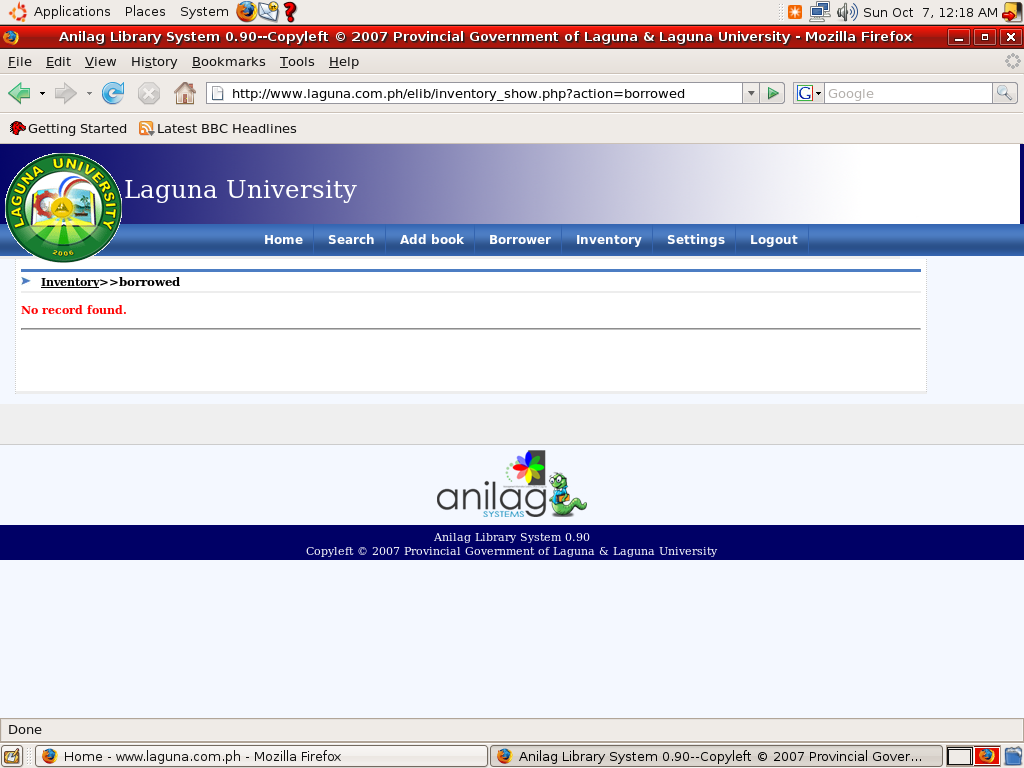 Applications Places System Sun Oct 7, 12:18 AM
Anilag Library System 0.90--Copyleft © 2007 Provincial Government of Laguna & Laguna University - Mozilla Firefox
File Edit View History Bookmarks Tools Help
http://www.laguna.com.ph/elib/inventory_show.php?action=borrowed G Google
Getting Started Latest BBC Headlines
LAGUNA UNIVERSITY
2006
Laguna University
Home Search Add book Borrower Inventory Settings Logout
Inventory>>borrowed
No record found.
anilag
SYSTEMS
Anilag Library System 0.90
Copyleft © 2007 Provincial Government of Laguna & Laguna University
Done
Home - www.laguna.com.ph - Mozilla Firefox Anilag Library System 0.90--Copyleft © 2007 Provincial Gover...